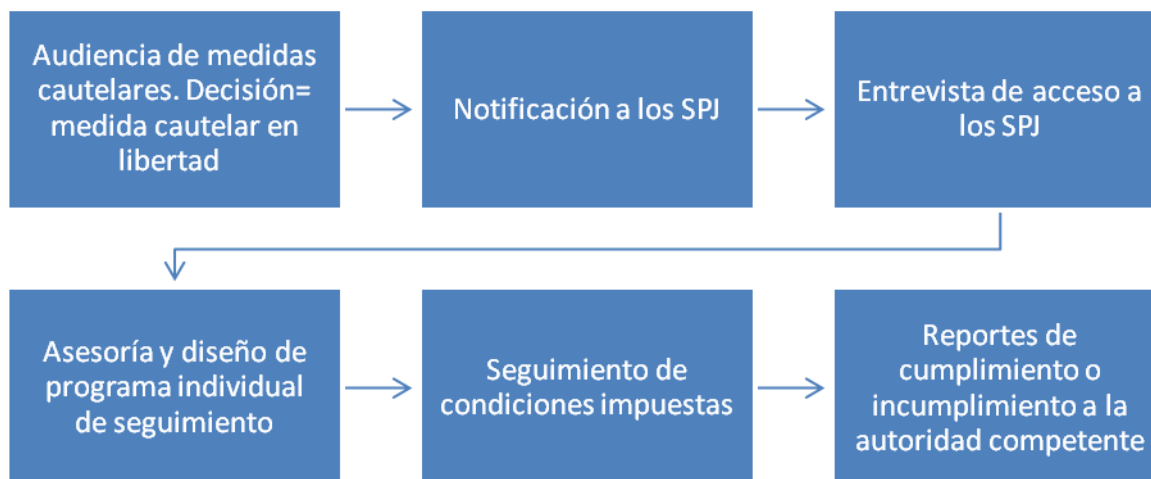 Audiencia de medidas
cautelares. Decisión=
medida cautelar en
libertad
Notificación a los SPJ
Entrevista de acceso a
los SPJ
Asesoría y diseño de
programa individual
de seguimiento
Seguimiento de
condiciones impuestas
Reportes de
cumplimiento o
incumplimiento a la
autoridad competente